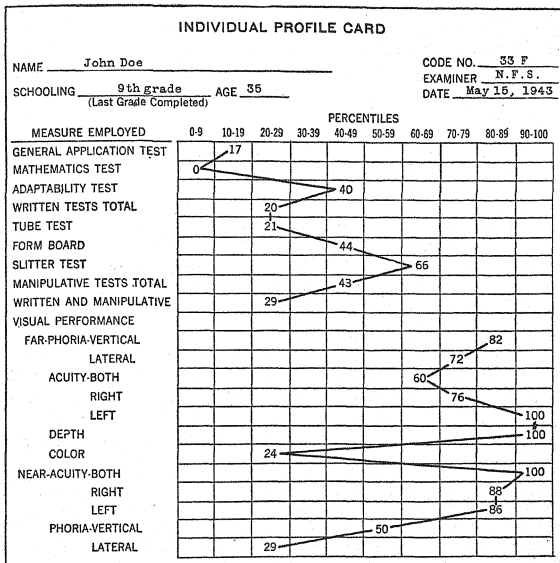 INDIVIDUAL PROFILE CARD
NAME John Doe CODE NO. 33 F
EXAMINER N.F.S.
SCHOOLING 9th grade AGE 35 DATE May 15, 1943
(Last Grade Completed)
PERCENTILES
MEASURE EMPLOYED 0-9 10-19 20-29 30-39 40-49 50-59 60-69 70-79 80-89 90-100
GENERAL APPLICATION TEST 17
MATHEMATICS TEST 0
ADAPTABILITY TEST 40
WRITTEN TESTS TOTAL 20
TUBE TEST 21
FORM BOARD 44
SLITTER TEST 66
MANIPULATIVE TESTS TOTAL 43
WRITTEN AND MANIPULATIVE 29
VISUAL PERFORMANCE
FAR-PHORIA-VERTICAL 82
LATERAL 72
ACUITY-BOTH 60
RIGHT 76
LEFT 100
DEPTH 100
COLOR 24
NEAR-ACUITY-BOTH 100
RIGHT 88
LEFT 86
PHORIA-VERTICAL 50
LATERAL 29